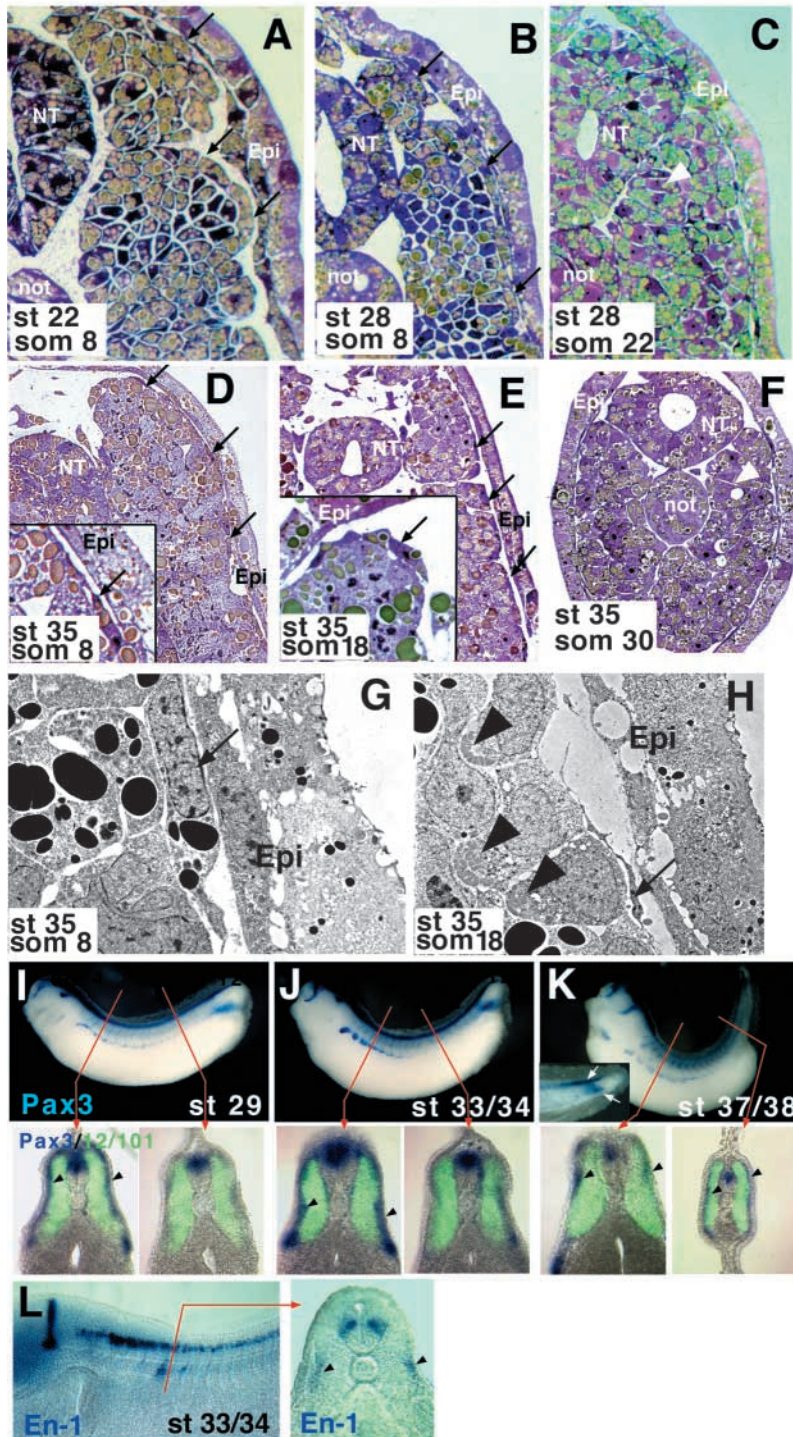 A
NT
Epi
not
st 22
som 8
B
Epi
NT
not
st 28
som 8
C
Epi
NT
not
st 28
som 22
D
NT
Epi
Epi
st 35
som 8
E
NT
Epi
Epi
st 35
som18
F
Epi
NT
not
st 35
som 30
G
Epi
st 35
som 8
H
Epi
st 35
som18
I
Pax3
st 29
J
st 33/34
K
st 37/38
Pax3/12/101
L
En-1
st 33/34
En-1